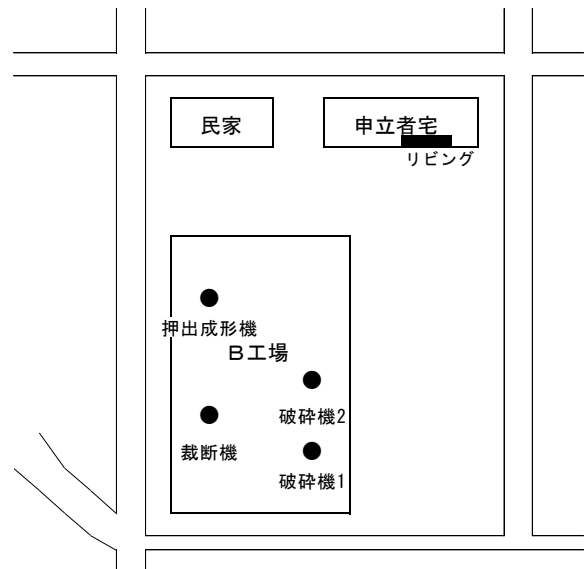 民家
申立者宅
リビング
押出成形機
B工場
破砕機2
裁断機
破砕機1